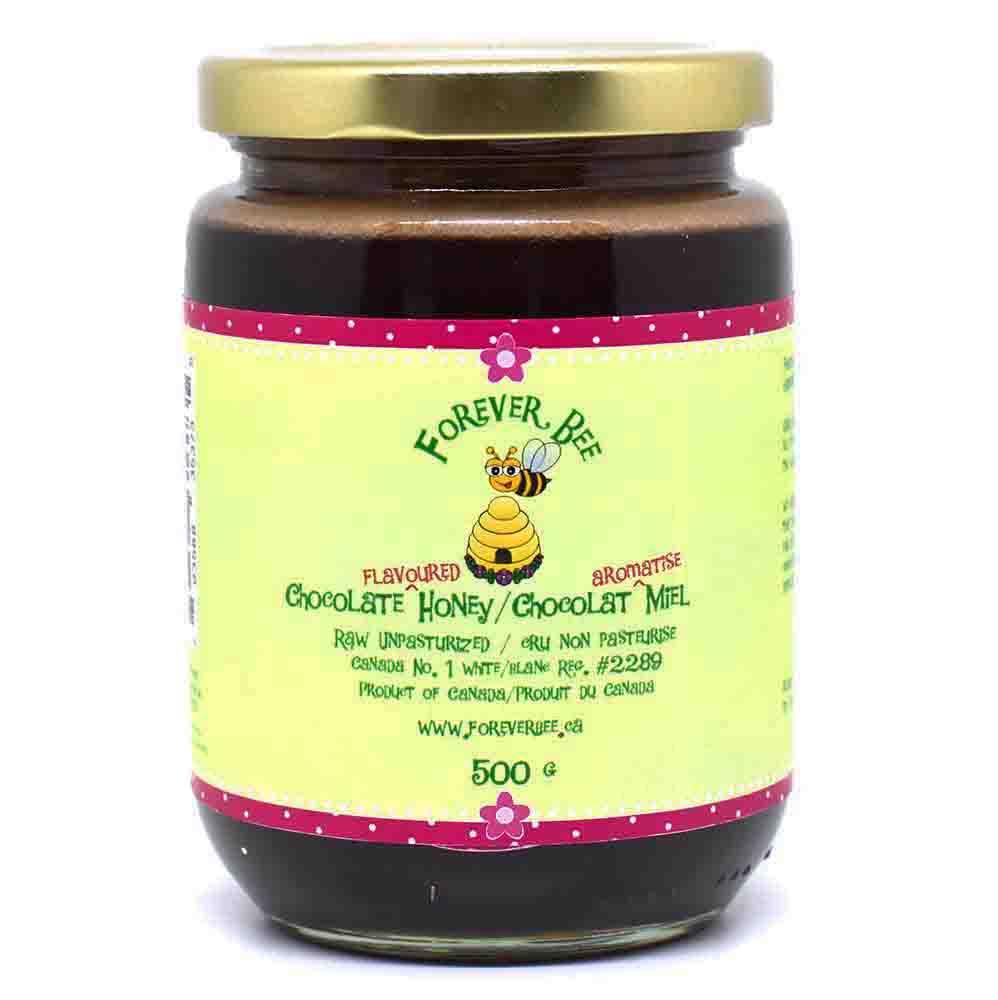 Forever Bee
flavoured aromatise
Chocolate Honey/Chocolat Miel
Raw Unpasturized / cru non pasteurise
Canada No. 1 White/Blanc Reg. #2289
Product of Canada/Produit du Canada
www.foreverbee.ca
500 G